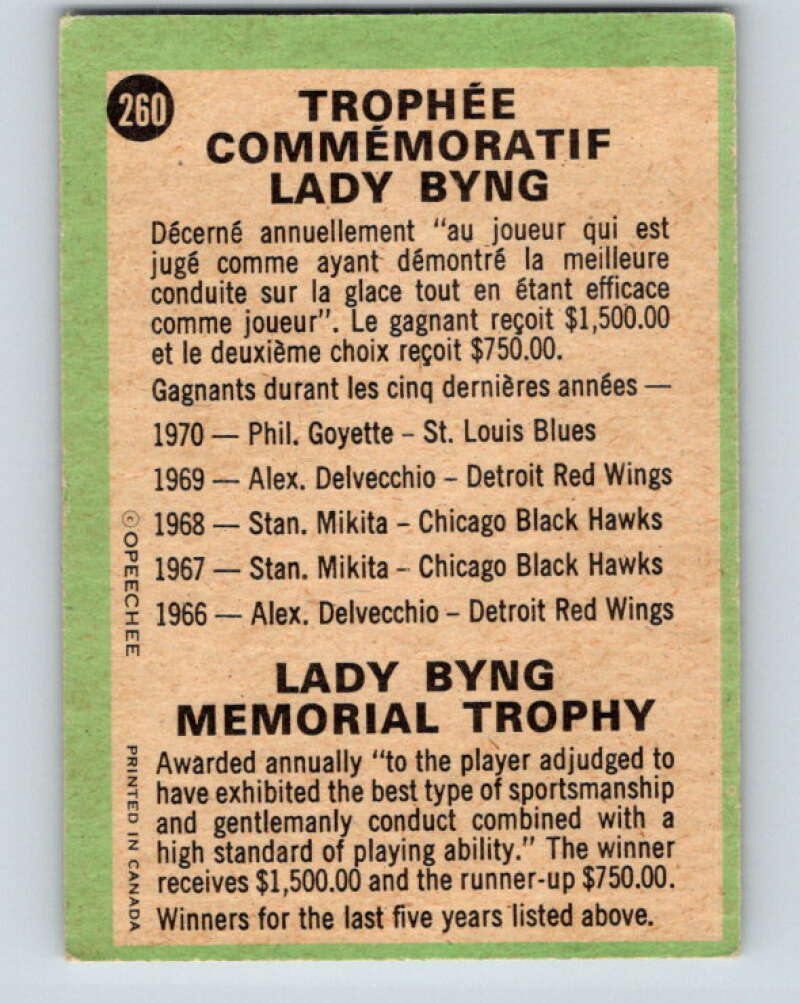 260
TROPHÉE
COMMÉMORATIF
LADY BYNG
Décerné annuellement "au joueur qui est
jugé comme ayant démontré la meilleure
conduite sur la glace tout en étant efficace
comme joueur". Le gagnant reçoit $1,500.00
et le deuxième choix reçoit $750.00.
Gagnants durant les cinq dernières années —
1970 — Phil. Goyette – St. Louis Blues
1969 — Alex. Delvecchio – Detroit Red Wings
1968 — Stan. Mikita – Chicago Black Hawks
1967 — Stan. Mikita – Chicago Black Hawks
1966 — Alex. Delvecchio – Detroit Red Wings
LADY BYNG
MEMORIAL TROPHY
Awarded annually "to the player adjudged to
have exhibited the best type of sportsmanship
and gentlemanly conduct combined with a
high standard of playing ability." The winner
receives $1,500.00 and the runner-up $750.00.
Winners for the last five years listed above.
© OPEECHEE
PRINTED IN CANADA